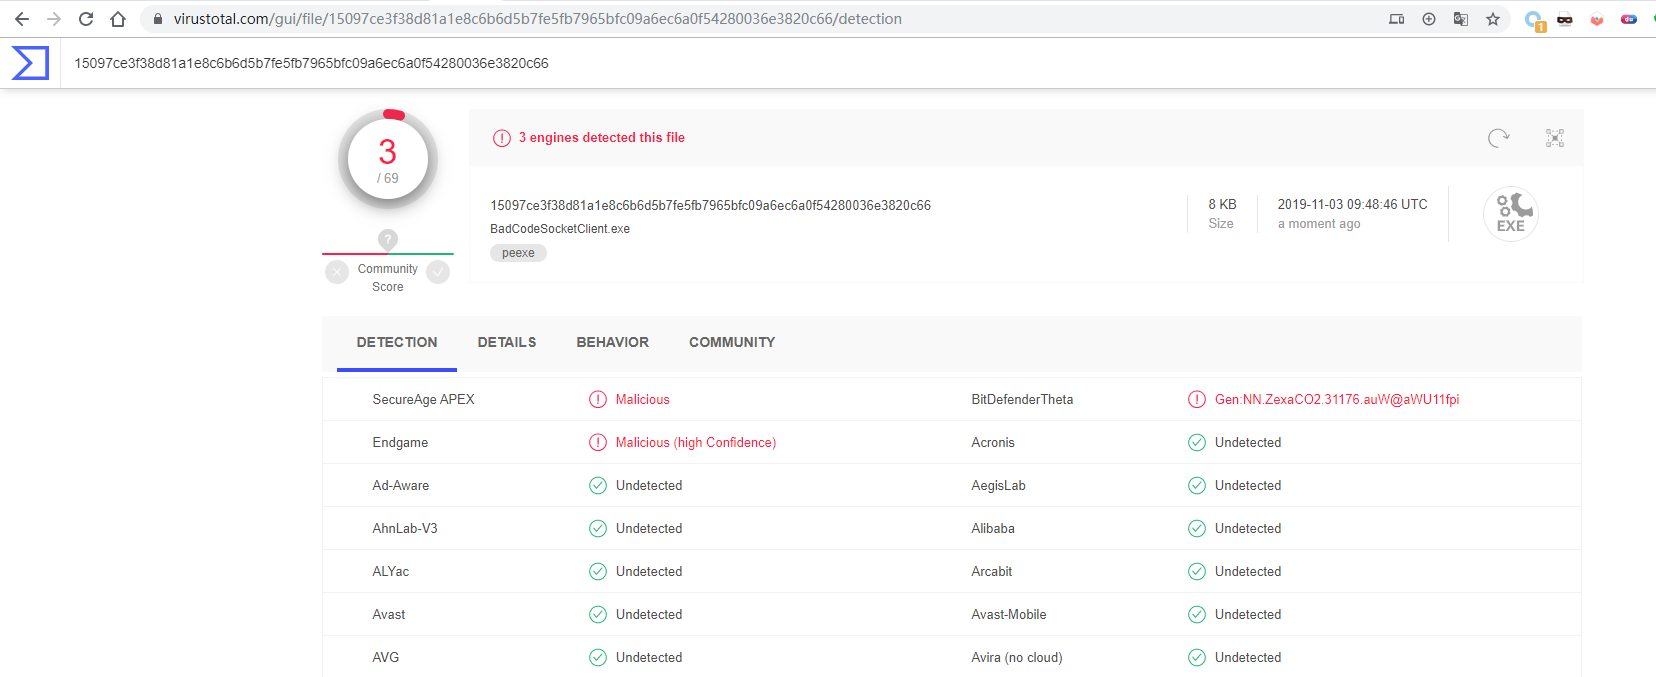 virustotal.com/gui/file/15097ce3f38d81a1e8c6b6d5b7fe5fb7965bfc09a6ec6a0f54280036e3820c66/detection
1
du
15097ce3f38d81a1e8c6b6d5b7fe5fb7965bfc09a6ec6a0f54280036e3820c66
3
/ 69
3 engines detected this file
15097ce3f38d81a1e8c6b6d5b7fe5fb7965bfc09a6ec6a0f54280036e3820c66
BadCodeSocketClient.exe
peexe
8 KB
Size
2019-11-03 09:48:46 UTC
a moment ago
EXE
?
Community
Score
DETECTION DETAILS BEHAVIOR COMMUNITY
SecureAge APEX Malicious BitDefenderTheta Gen:NN.ZexaCO2.31176.auW@aWU11fpi
Endgame Malicious (high Confidence) Acronis Undetected
Ad-Aware Undetected AegisLab Undetected
AhnLab-V3 Undetected Alibaba Undetected
ALYac Undetected Arcabit Undetected
Avast Undetected Avast-Mobile Undetected
AVG Undetected Avira (no cloud) Undetected